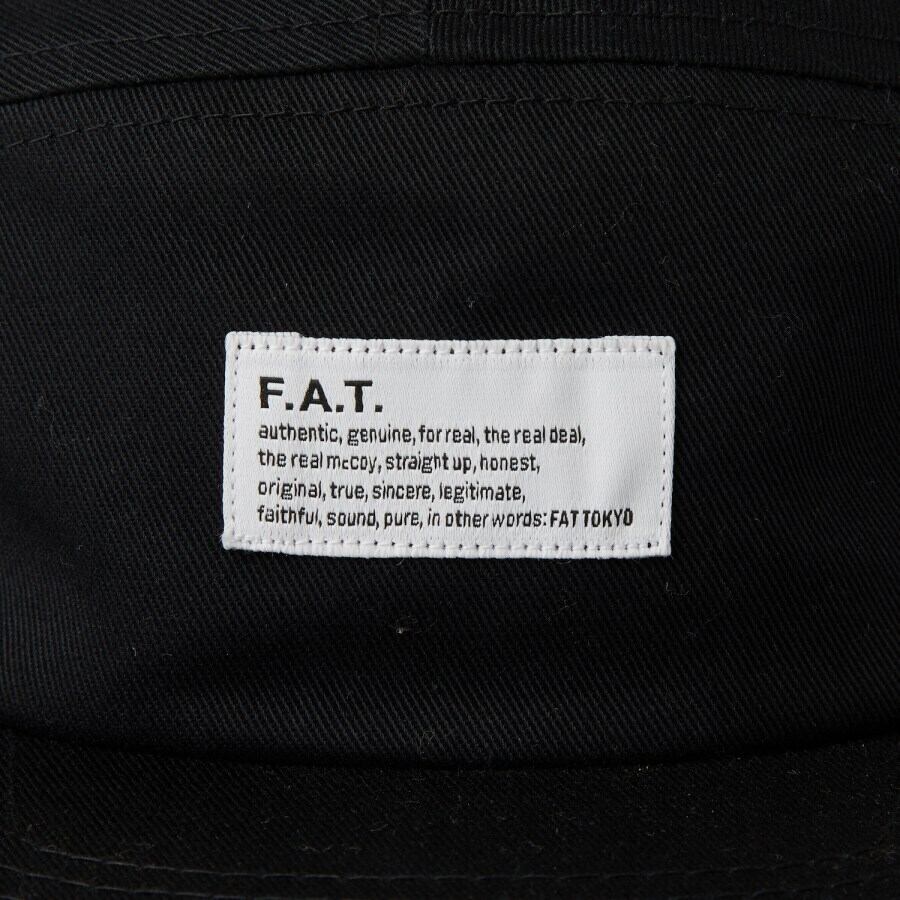 F.A.T.
authentic, genuine, for real, the real deal,
the real mccoy, straight up, honest,
original, true, sincere, legitimate,
faithful, sound, pure, in other words: FAT TOKYO